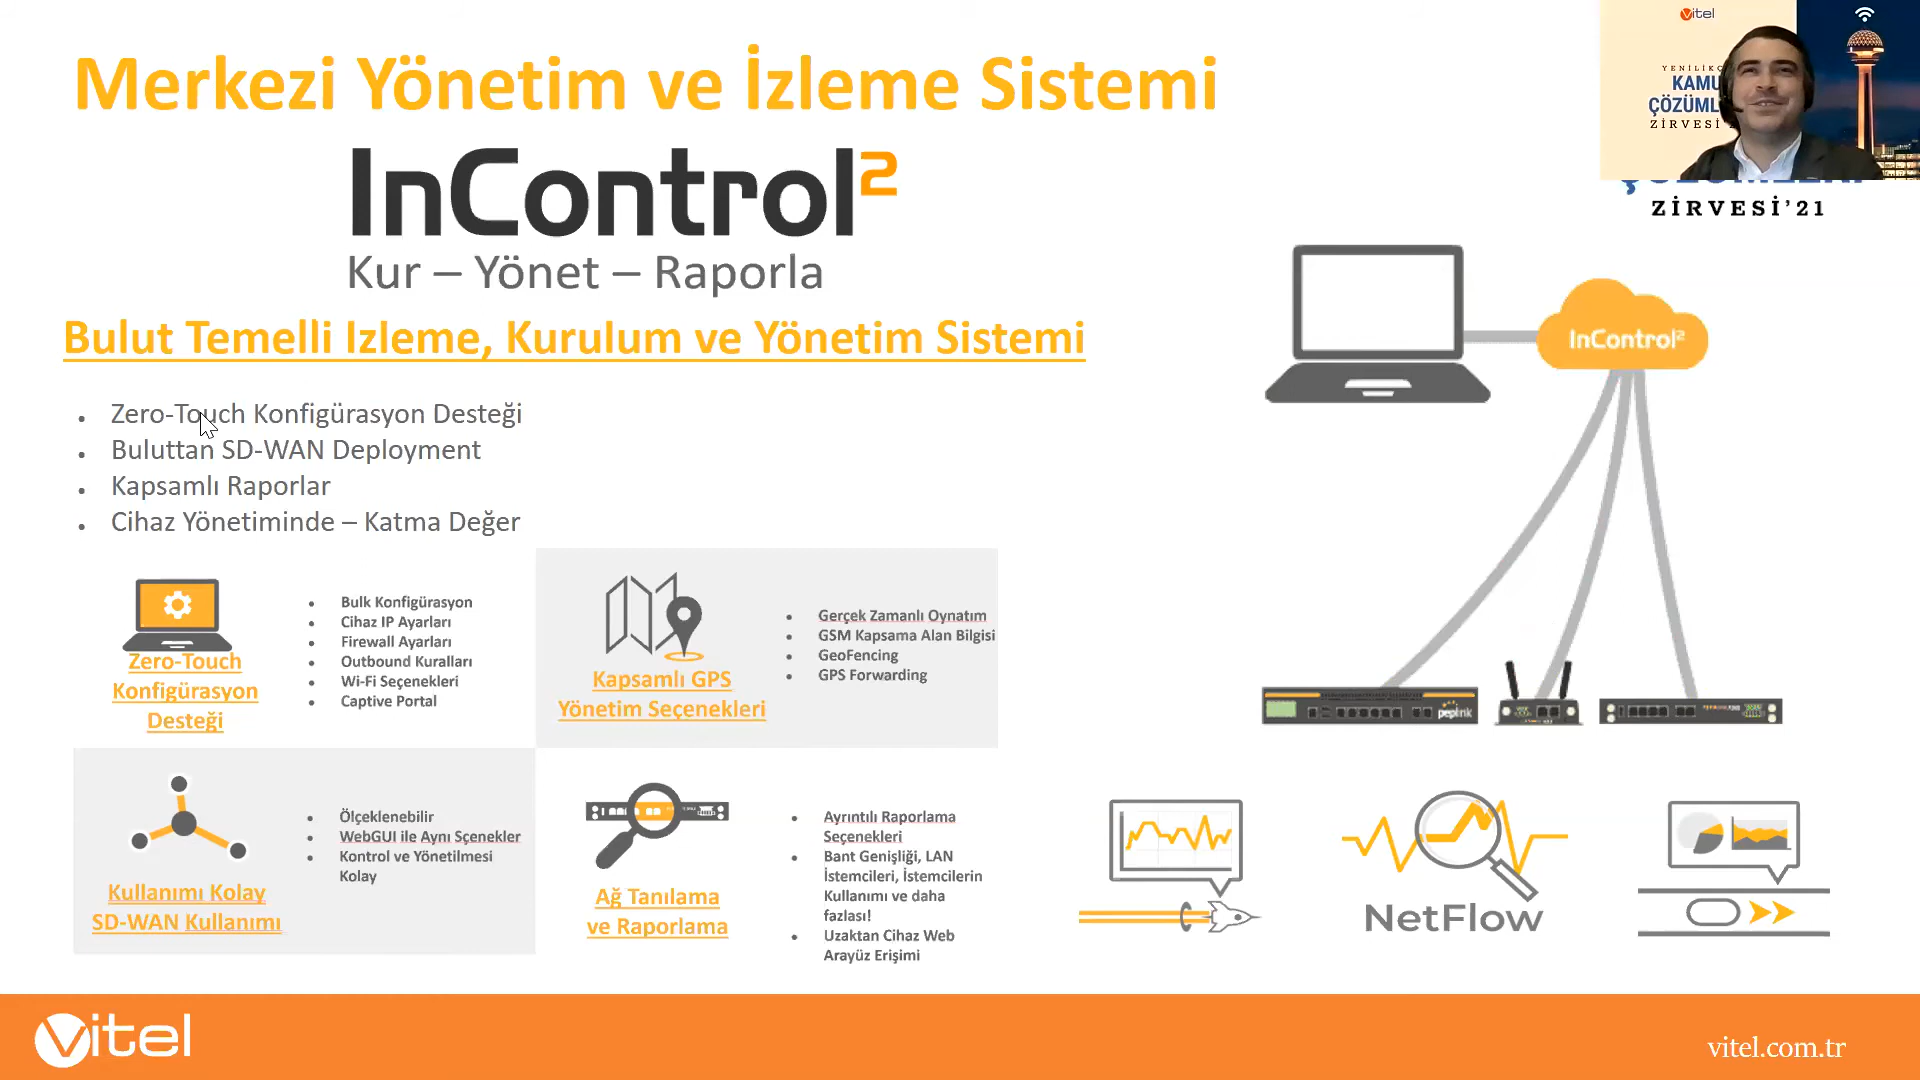 Merkezi Yönetim ve İzleme Sistemi
InControl²
Kur – Yönet – Raporla
Bulut Temelli Izleme, Kurulum ve Yönetim Sistemi
Zero-Touch Konfigürasyon Desteği
Buluttan SD-WAN Deployment
Kapsamlı Raporlar
Cihaz Yönetiminde – Katma Değer
Zero-Touch
Konfigürasyon
Desteği
Bulk Konfigürasyon
Cihaz IP Ayarları
Firewall Ayarları
Outbound Kuralları
Wi-Fi Seçenekleri
Captive Portal
Kapsamlı GPS
Yönetim Seçenekleri
Gerçek Zamanlı Oynatım
GSM Kapsama Alan Bilgisi
GeoFencing
GPS Forwarding
Kullanımı Kolay
SD-WAN Kullanımı
Ölçeklenebilir
WebGUI ile Aynı Sçenekler
Kontrol ve Yönetilmesi
Kolay
Ağ Tanılama
ve Raporlama
Ayrıntılı Raporlama
Seçenekleri
Bant Genişliği, LAN
İstemcileri, İstemcilerin
Kullanımı ve daha
fazlası!
Uzaktan Cihaz Web
Arayüz Erişimi
vitel
YENİLİKÇ
KAMU
ÇÖZÜML
ZİRVESİ
ZİRVESİ'21
InControl²
peplink
NetFlow
vitel
vitel.com.tr